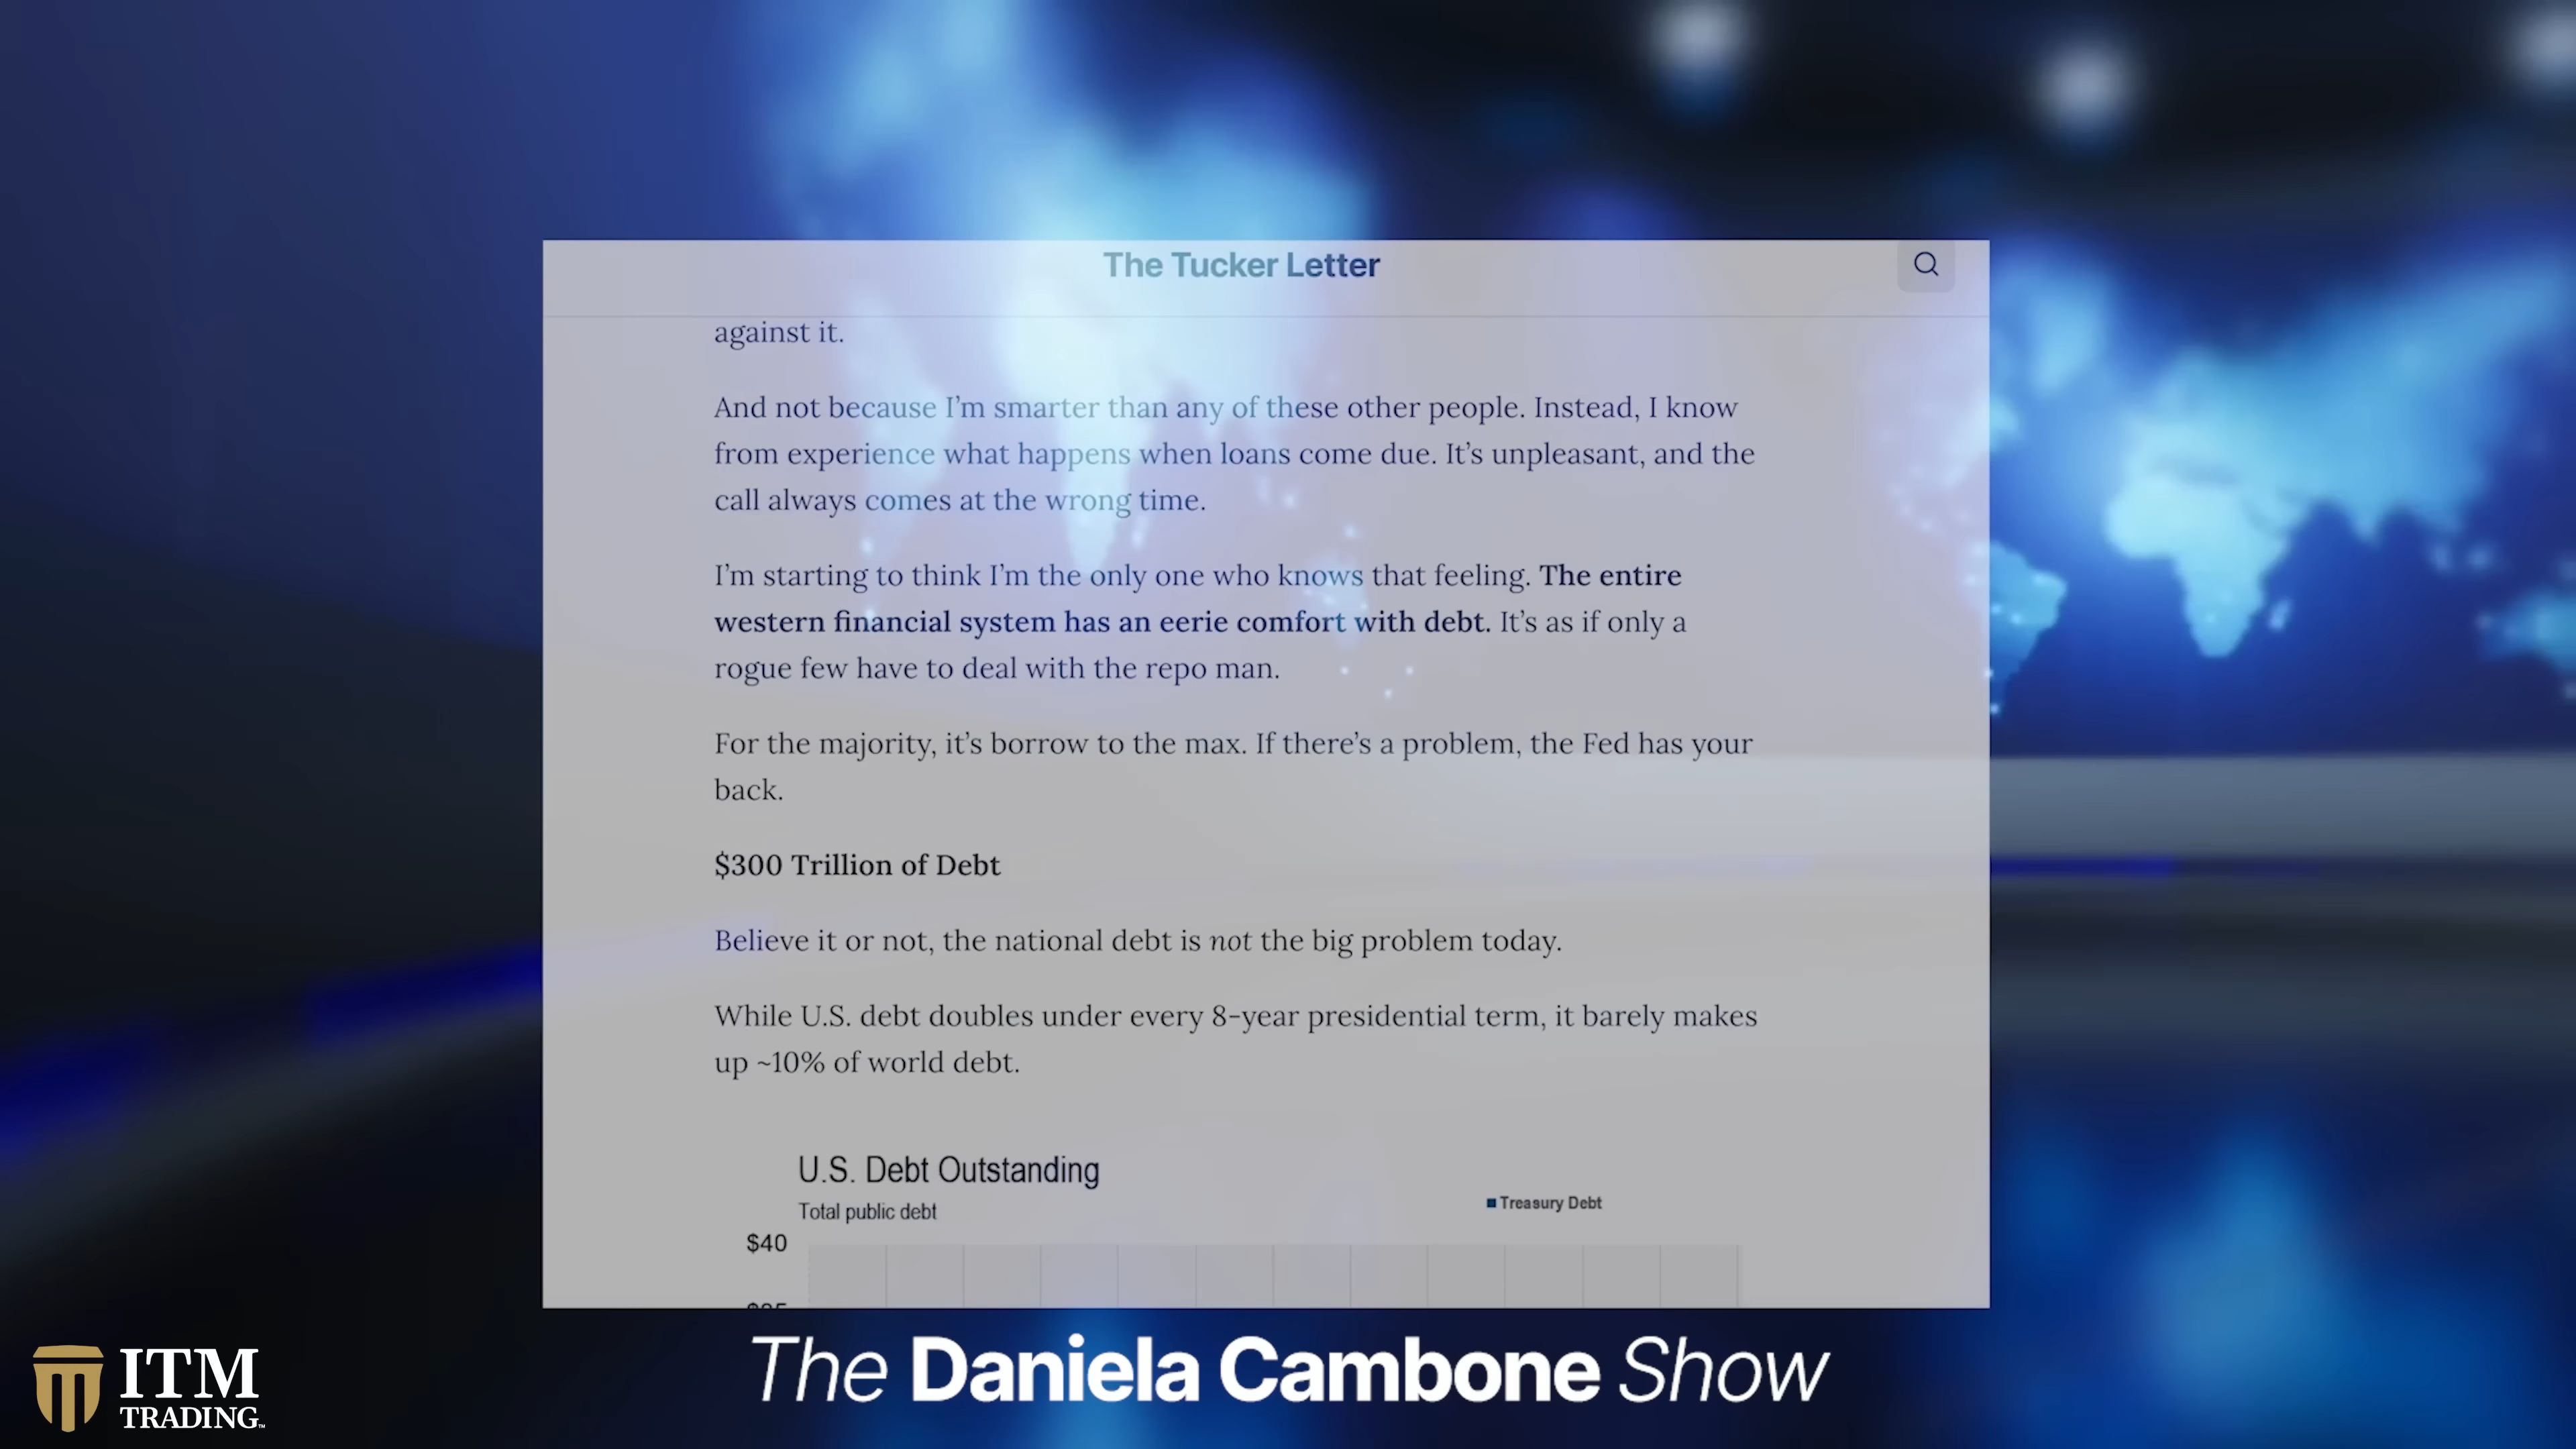 The Tucker Letter
against it.
And not because I'm smarter than any of these other people. Instead, I know
from experience what happens when loans come due. It's unpleasant, and the
call always comes at the wrong time.
I'm starting to think I'm the only one who knows that feeling. The entire
western financial system has an eerie comfort with debt. It's as if only a
rogue few have to deal with the repo man.
For the majority, it's borrow to the max. If there's a problem, the Fed has your
back.
$300 Trillion of Debt
Believe it or not, the national debt is not the big problem today.
While U.S. debt doubles under every 8-year presidential term, it barely makes
up ~10% of world debt.
U.S. Debt Outstanding
Total public debt
Treasury Debt
$40
ITM
TRADING™
The Daniela Cambone Show